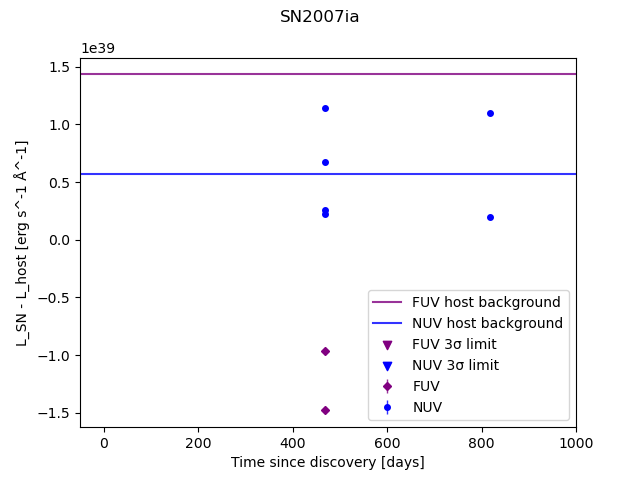 SN2007ia
1e39
1.5
1.0
0.5
0.0
−0.5
−1.0
−1.5
L_SN - L_host [erg s^-1 Å^-1]
FUV host background
NUV host background
FUV 3σ limit
NUV 3σ limit
FUV
NUV
0 200 400 600 800 1000
Time since discovery [days]